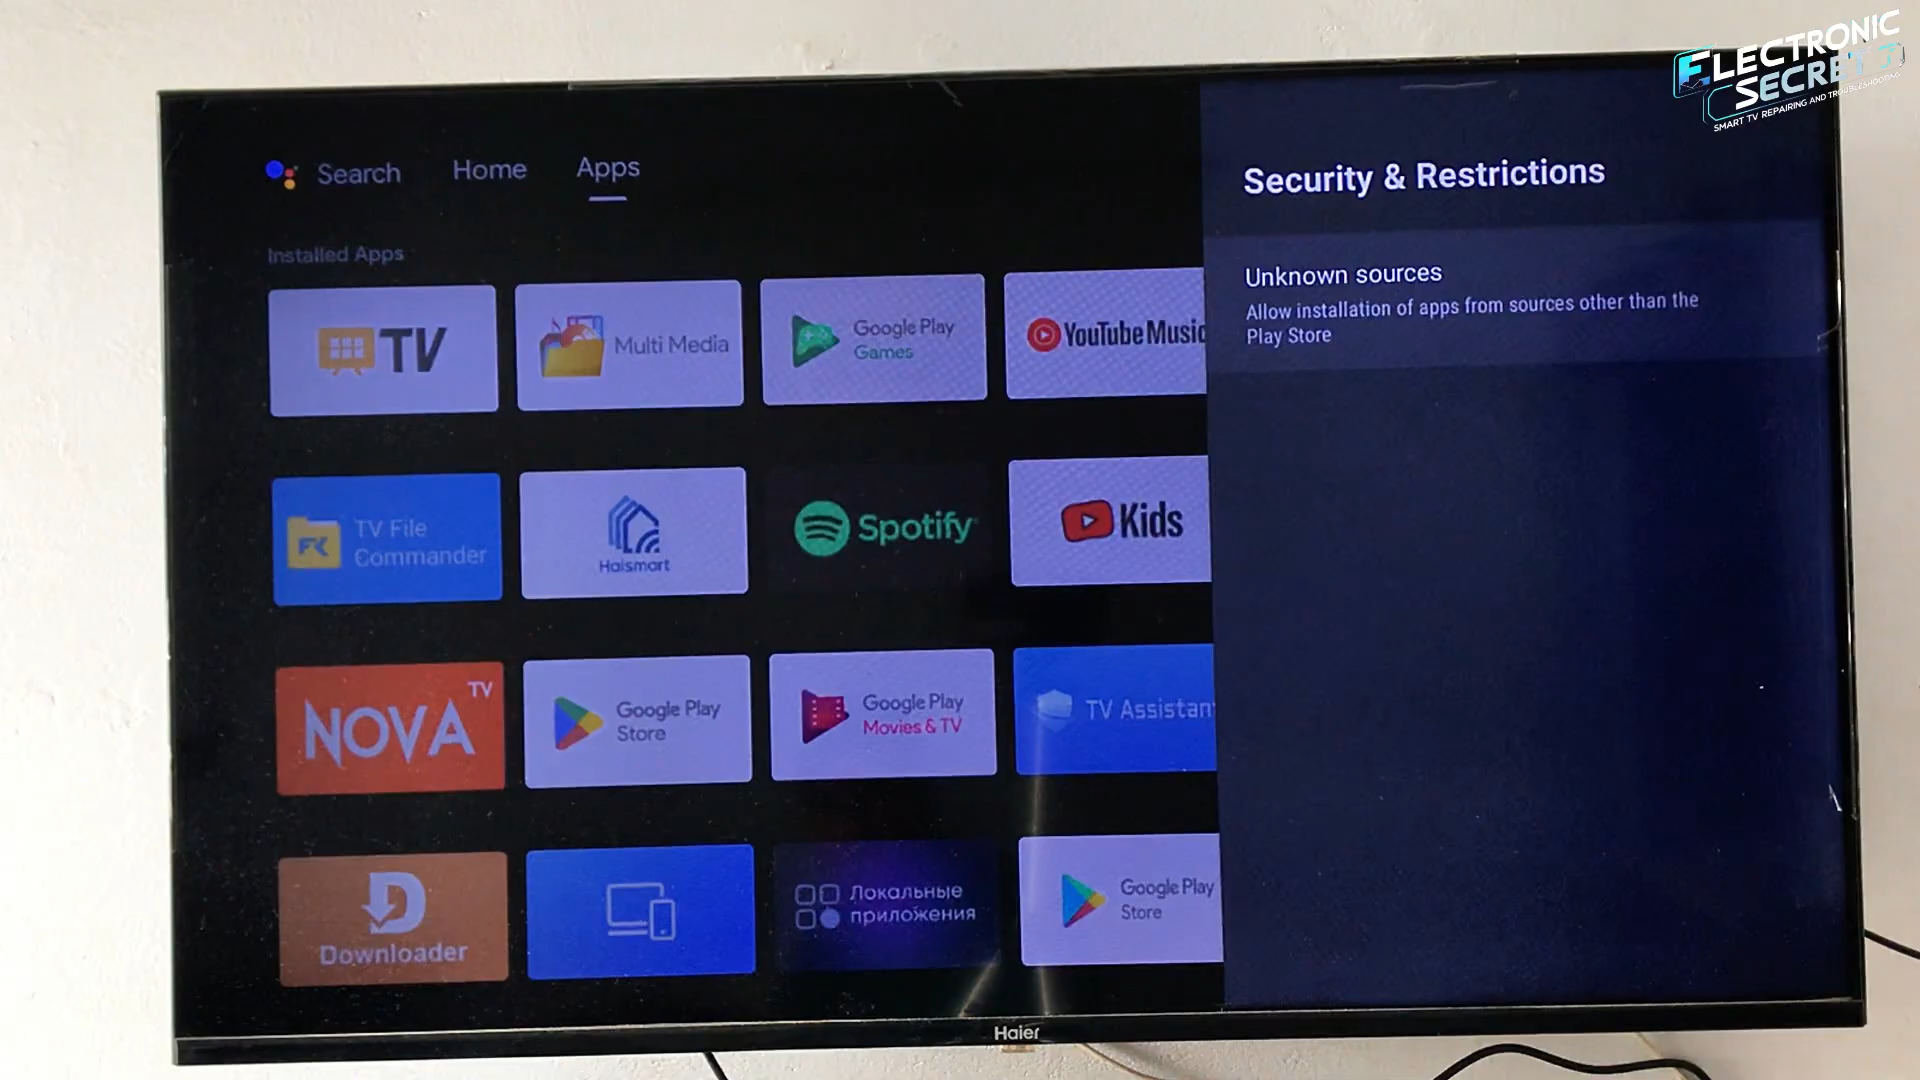 ELECTRONIC
SECRET
SMART TV REPAIRING AND TROUBLESHOOTING
Search
Home
Apps
Installed Apps
TV
Multi Media
Google Play
Games
YouTube Music
TV File
Commander
Haismart
Spotify
Kids
NOVA TV
Google Play
Store
Google Play
Movies & TV
TV Assistan
Downloader
Локальные
приложения
Google Play
Store
Security & Restrictions
Unknown sources
Allow installation of apps from sources other than the
Play Store
Haier